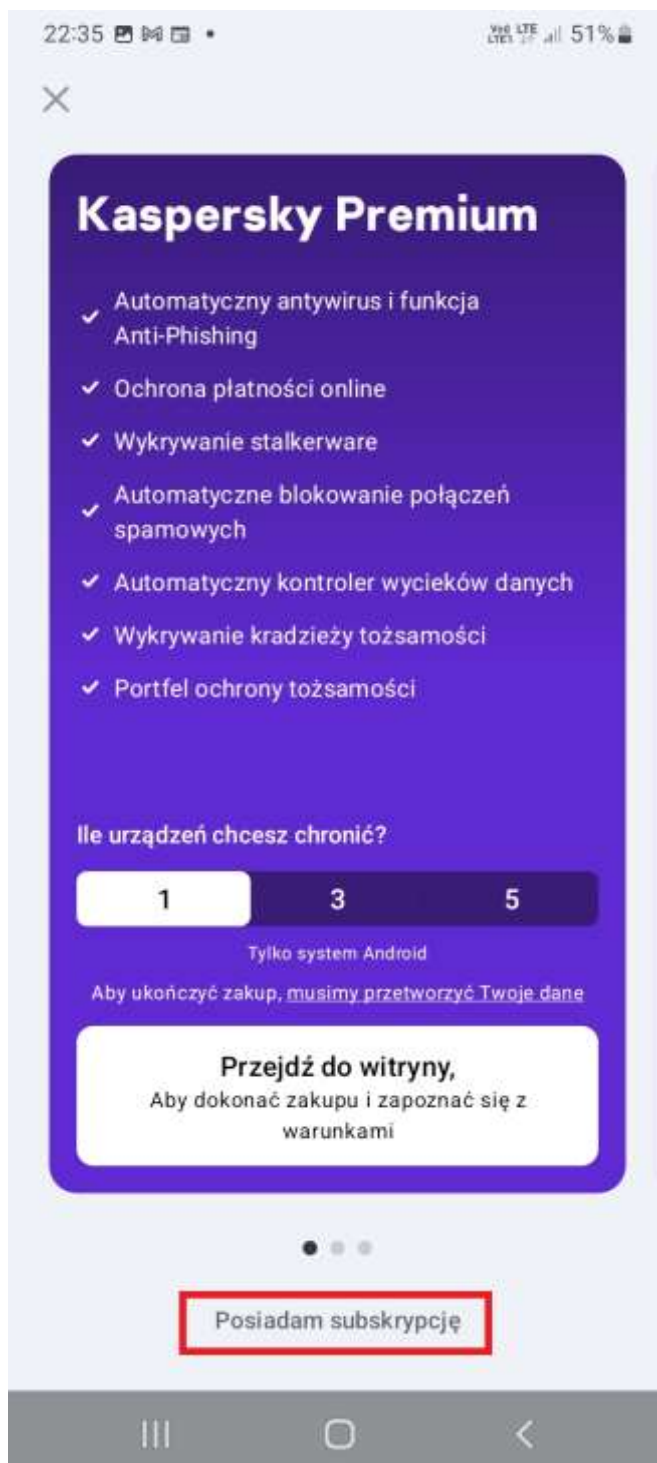 22:35 51%
Kaspersky Premium
Automatyczny antywirus i funkcja
Anti-Phishing
Ochrona płatności online
Wykrywanie stalkerware
Automatyczne blokowanie połączeń
spamowych
Automatyczny kontroler wycieków danych
Wykrywanie kradzieży tożsamości
Portfel ochrony tożsamości
Ile urządzeń chcesz chronić?
1 3 5
Tylko system Android
Aby ukończyć zakup, musimy przetworzyć Twoje dane
Przejdź do witryny,
Aby dokonać zakupu i zapoznać się z
warunkami
Posiadam subskrypcję